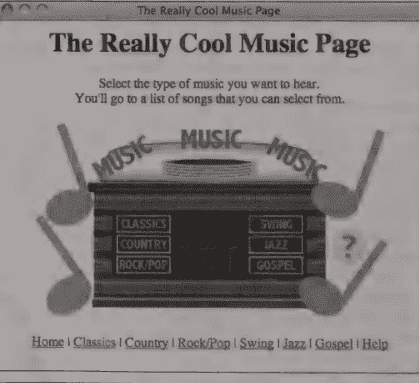 The Really Cool Music Page
The Really Cool Music Page
Select the type of music you want to hear.
You'll go to a list of songs that you can select from.
MUSIC MUSIC MUSIC
CLASSICS SWING
COUNTRY JAZZ ?
ROCK/POP GOSPEL
Home | Classics | Country | Rock/Pop | Swing | Jazz | Gospel | Help